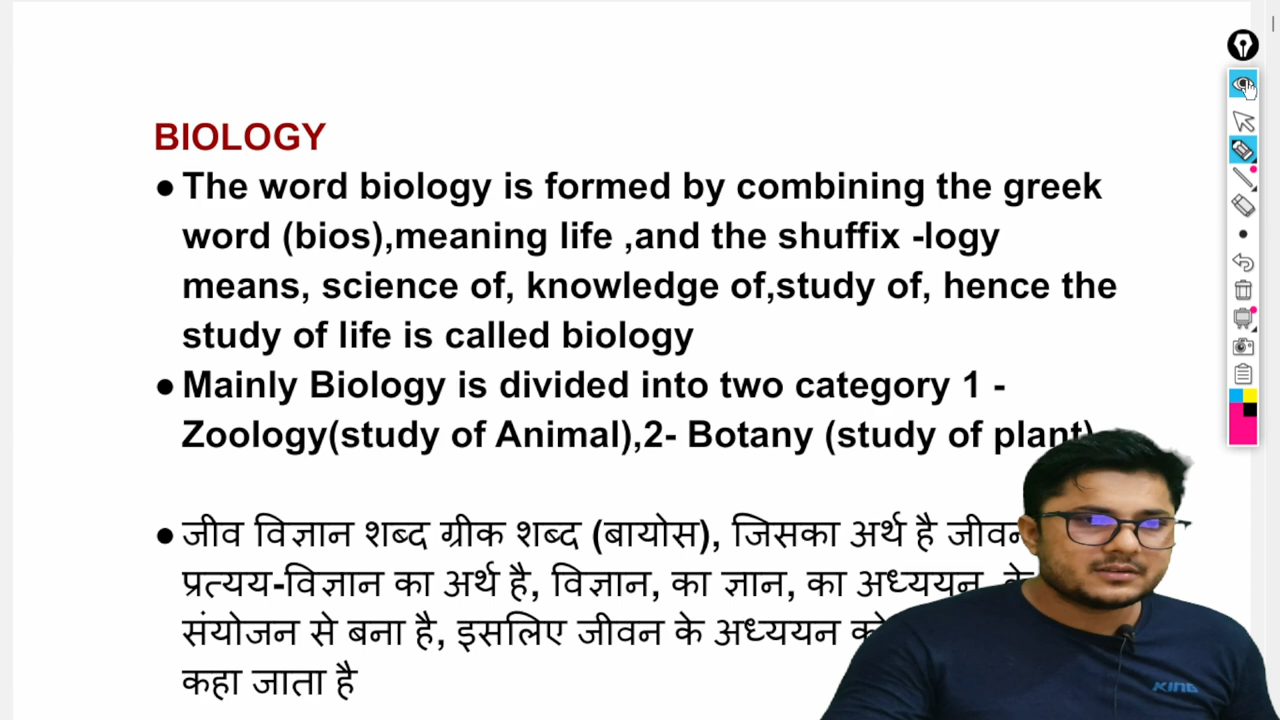 BIOLOGY
● The word biology is formed by combining the greek
word (bios),meaning life ,and the shuffix -logy
means, science of, knowledge of,study of, hence the
study of life is called biology
● Mainly Biology is divided into two category 1 -
Zoology(study of Animal),2- Botany (study of plant)
● जीव विज्ञान शब्द ग्रीक शब्द (बायोस), जिसका अर्थ है जीवन
प्रत्यय-विज्ञान का अर्थ है, विज्ञान, का ज्ञान, का अध्ययन
संयोजन से बना है, इसलिए जीवन के अध्ययन को
कहा जाता है
KING